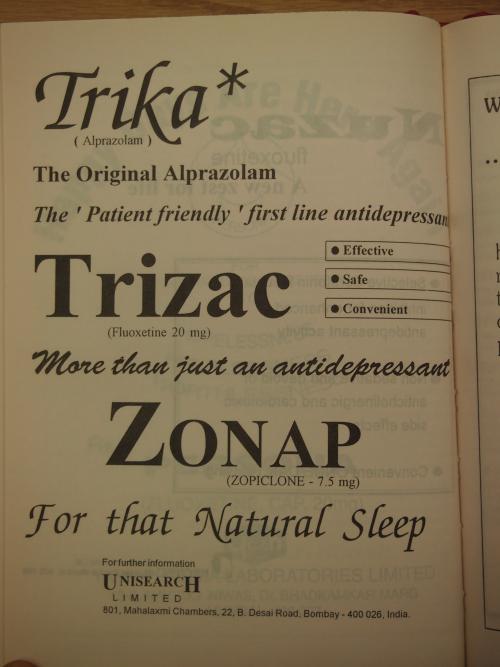 Trika*
( Alprazolam )
The Original Alprazolam
The ' Patient friendly ' first line antidepressan
Trizac
● Effective
● Safe
● Convenient
(Fluoxetine 20 mg)
More than just an antidepressant
ZONAP
(ZOPICLONE - 7.5 mg)
For that Natural Sleep
For further information
UNISEARCH
LIMITED
801, Mahalaxmi Chambers, 22, B. Desai Road, Bombay - 400 026, India.